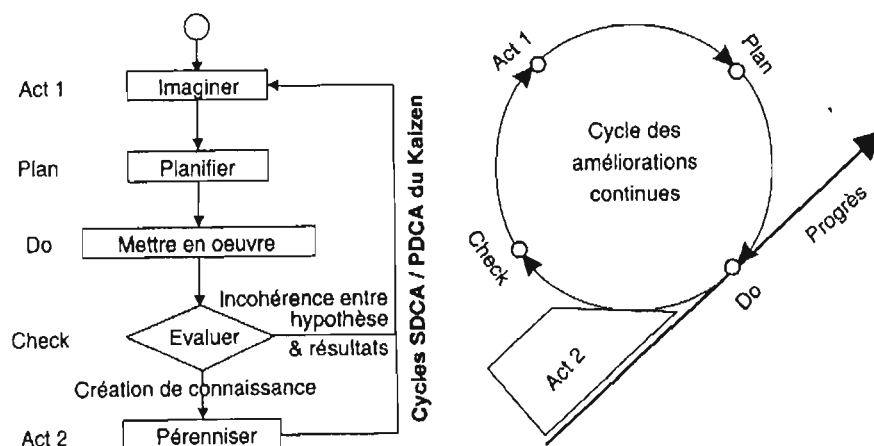 Act 1
Imaginer
Plan
Planifier
Do
Mettre en oeuvre
Check
Evaluer
Incohérence entre
hypothèse
& résultats
Création de connaissance
Act 2
Pérenniser
Cycles SDCA / PDCA du Kaizen
Act 1
Plan
Cycle des
améliorations
continues
Check
Do
Progrès
Act 2